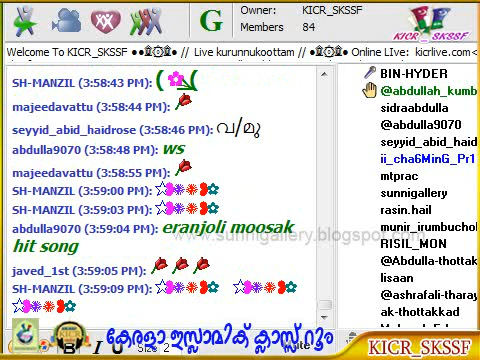 Owner: KICR_SKSSF
Members 84
G
KICR_SKSSF
Welcome To KICR_SKSSF // Live kurunnukoottam // Online LIve: kicrlive.com
SH-MANZIL (3:58:43 PM): ( (
majeedavattu (3:58:44 PM):
seyyid_abid_haidrose (3:58:46 PM): വ/മു
abdulla9070 (3:58:48 PM): ws
majeedavattu (3:58:55 PM):
SH-MANZIL (3:59:00 PM):
SH-MANZIL (3:59:03 PM):
abdulla9070 (3:59:04 PM): eranjoli moosak
hit song
javed_1st (3:59:05 PM):
SH-MANZIL (3:59:09 PM):
www.sunnigallery.blogspot.com
BIN-HYDER
@abdullah_kumb
sidraabdulla
@abdulla9070
seyyid_abid_haid
ii_cha6MinG_Pr1
mtprac
sunnigallery
rasin.hail
munir_irumbuchol
RISIL_MON
@Abdulla-thottak
lisaan
@ashrafali-tharay
ak-thottakkad
B I U Size 2
കേരളാ ഇസ്ലാമിക് ക്ലാസ്സ് റൂം
KICR_SKSSF